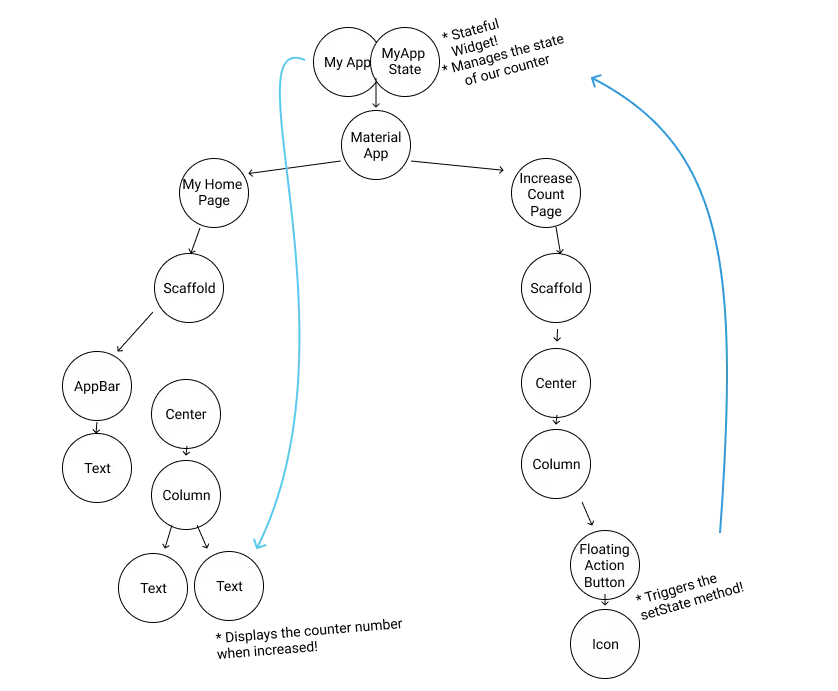 My App
MyApp
State
* Stateful
Widget!
* Manages the state
of our counter
Material
App
My Home
Page
Increase
Count
Page
Scaffold
Scaffold
AppBar
Center
Center
Text
Column
Column
Text
Text
Floating
Action
Button
* Triggers the
setState method!
* Displays the counter number
when increased!
Icon